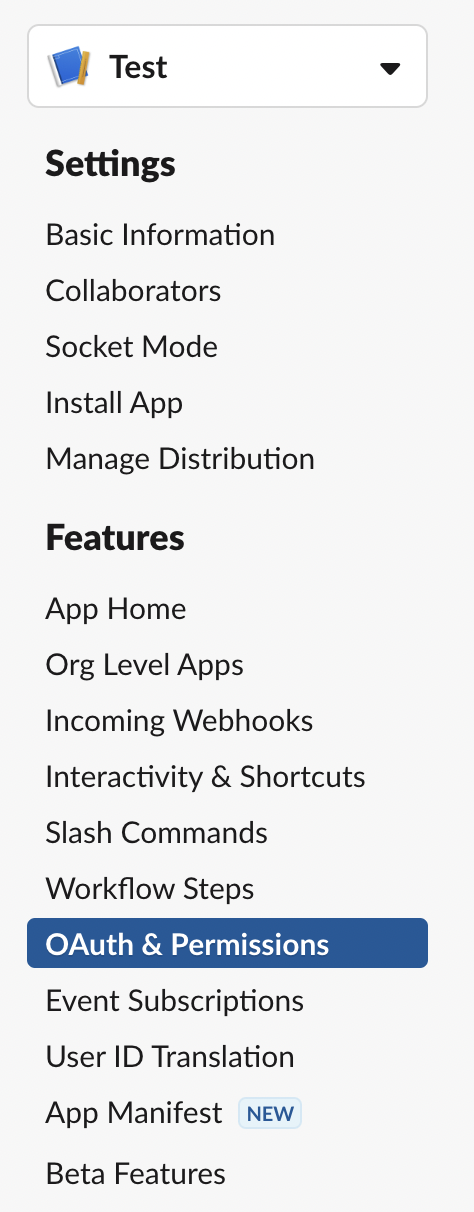 Test
Settings
Basic Information
Collaborators
Socket Mode
Install App
Manage Distribution
Features
App Home
Org Level Apps
Incoming Webhooks
Interactivity & Shortcuts
Slash Commands
Workflow Steps
OAuth & Permissions
Event Subscriptions
User ID Translation
App Manifest NEW
Beta Features